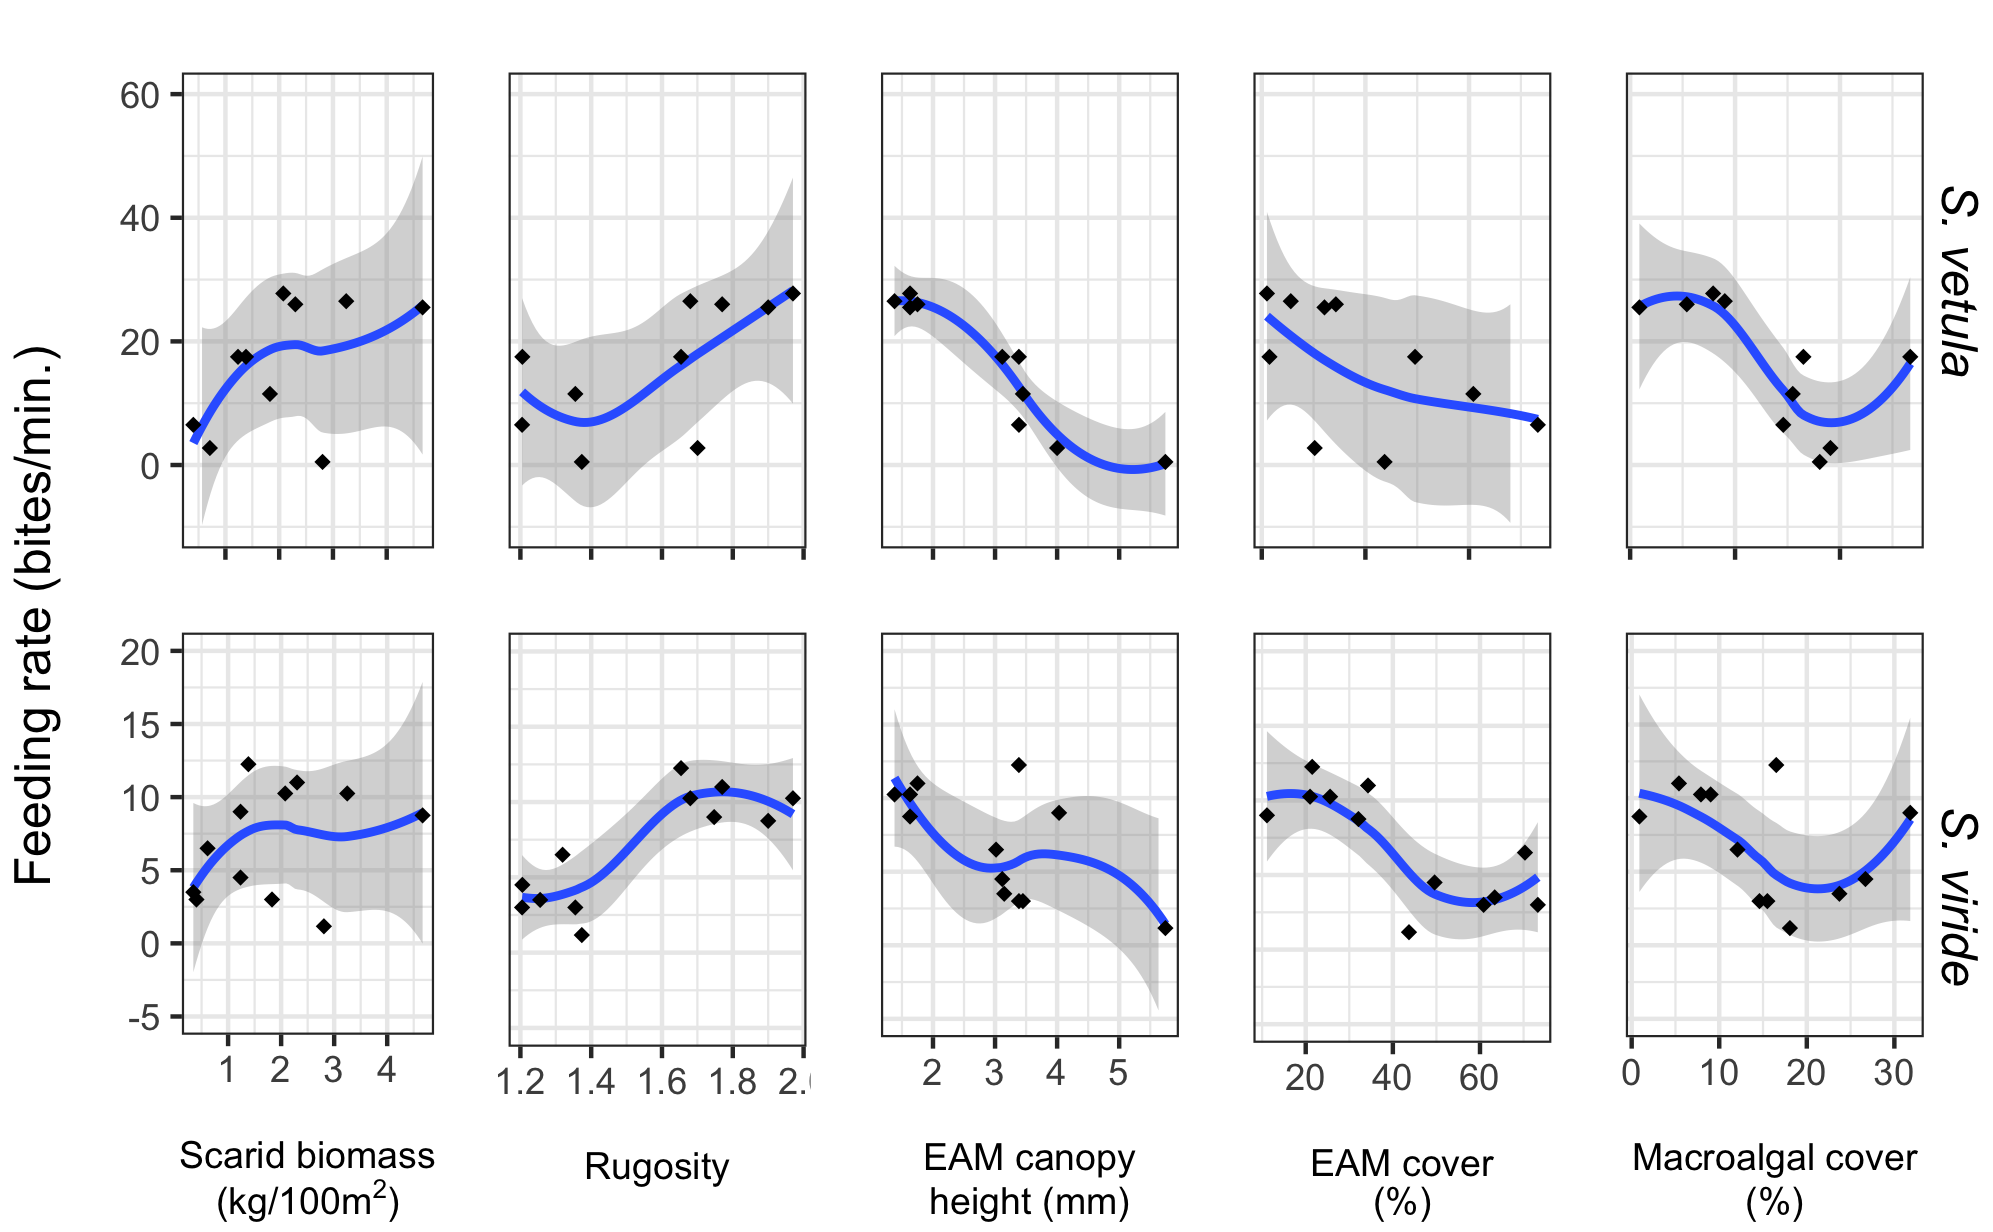 Feeding rate (bites/min.)
60
40
20
0
S. vetula
20
15
10
5
0
-5
S. viride
1 2 3 4
1.2 1.4 1.6 1.8 2.
2 3 4 5
20 40 60
0 10 20 30
Scarid biomass
(kg/100m²)
Rugosity
EAM canopy
height (mm)
EAM cover
(%)
Macroalgal cover
(%)